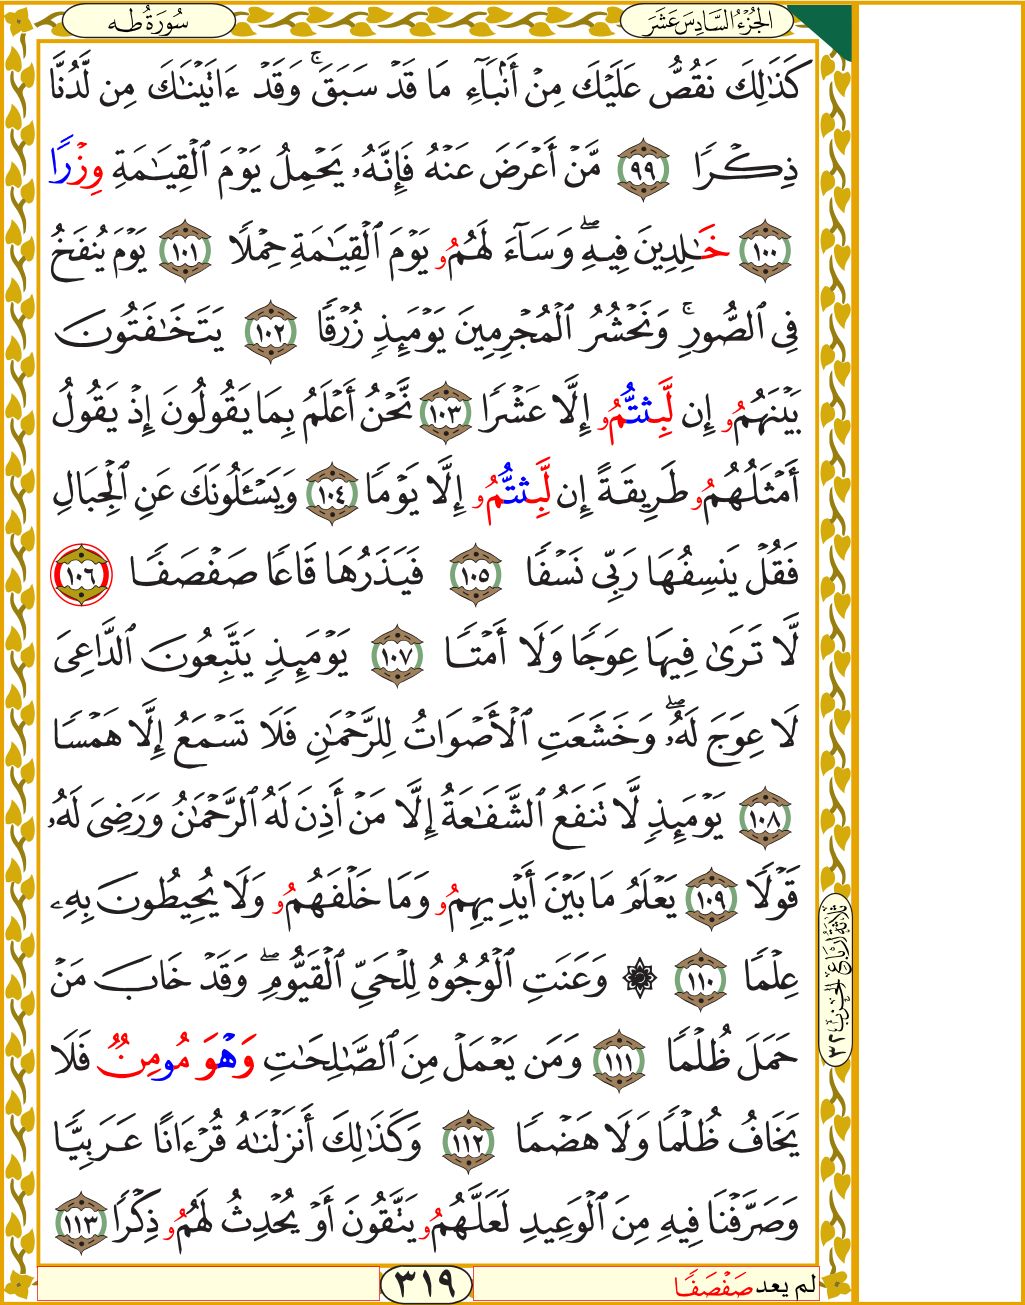 الجُزْءُ السَّادِسَ عَشَرَ
سُورَةُ طه
كَذَٰلِكَ نَقُصُّ عَلَيْكَ مِنْ أَنۢبَآءِ مَا قَدْ سَبَقَۚ وَقَدْ ءَاتَيْنَٰكَ مِن لَّدُنَّا
ذِكْرًا ٩٩ مَّنْ أَعْرَضَ عَنْهُ فَإِنَّهُۥ يَحْمِلُ يَوْمَ ٱلْقِيَٰمَةِ وِزْرًا
١٠٠ خَٰلِدِينَ فِيهِۖ وَسَآءَ لَهُمُۥ يَوْمَ ٱلْقِيَٰمَةِ حِمْلًا ١٠١ يَوْمَ يُنفَخُ
فِى ٱلصُّورِۚ وَنَحْشُرُ ٱلْمُجْرِمِينَ يَوْمَئِذٍ زُرْقًا ١٠٢ يَتَخَٰفَتُونَ
بَيْنَهُمُۥ إِن لَّبِثتُّمُۥ إِلَّا عَشْرًا ١٠٣ نَّحْنُ أَعْلَمُ بِمَا يَقُولُونَ إِذْ يَقُولُ
أَمْثَلُهُمُۥ طَرِيقَةً إِن لَّبِثتُّمُۥ إِلَّا يَوْمًا ١٠٤ وَيَسْـَٔلُونَكَ عَنِ ٱلْجِبَالِ
فَقُلْ يَنسِفُهَا رَبِّى نَسْفًا ١٠٥ فَيَذَرُهَا قَاعًا صَفْصَفًا ١٠٦
لَّا تَرَىٰ فِيهَا عِوَجًا وَلَآ أَمْتًا ١٠٧ يَوْمَئِذٍ يَتَّبِعُونَ ٱلدَّاعِىَ
لَا عِوَجَ لَهُۥۖ وَخَشَعَتِ ٱلْأَصْوَاتُ لِلرَّحْمَٰنِ فَلَا تَسْمَعُ إِلَّا هَمْسًا
١٠٨ يَوْمَئِذٍ لَّا تَنفَعُ ٱلشَّفَٰعَةُ إِلَّا مَنْ أَذِنَ لَهُ ٱلرَّحْمَٰنُ وَرَضِىَ لَهُۥ
قَوْلًا ١٠٩ يَعْلَمُ مَا بَيْنَ أَيْدِيهِمُۥ وَمَا خَلْفَهُمُۥ وَلَا يُحِيطُونَ بِهِۦ
عِلْمًا ١١٠ ۞ وَعَنَتِ ٱلْوُجُوهُ لِلْحَىِّ ٱلْقَيُّومِۖ وَقَدْ خَابَ مَنْ
حَمَلَ ظُلْمًا ١١١ وَمَن يَعْمَلْ مِنَ ٱلصَّٰلِحَٰتِ وَهْوَ مُومِنٌ فَلَا
يَخَافُ ظُلْمًا وَلَا هَضْمًا ١١٢ وَكَذَٰلِكَ أَنزَلْنَٰهُ قُرْءَانًا عَرَبِيًّا
وَصَرَّفْنَا فِيهِ مِنَ ٱلْوَعِيدِ لَعَلَّهُمُۥ يَتَّقُونَ أَوْ يُحْدِثُ لَهُمُۥ ذِكْرًا ١١٣
ثلاثة أرباع الحزب ٣٢
لم يعد صَفْصَفًا
٣١٩